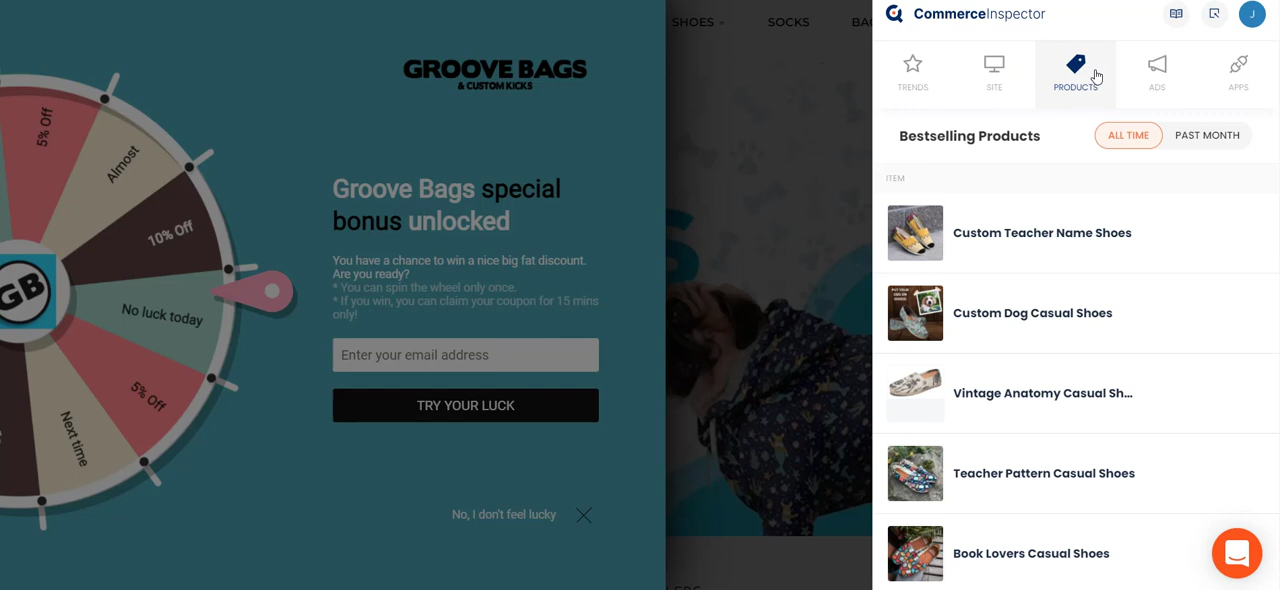 5% Off
Almost
10% Off
No luck today
5% Off
Next time
GB
GROOVE BAGS
& CUSTOM KICKS
Groove Bags special
bonus unlocked
You have a chance to win a nice big fat discount.
Are you ready?
* You can spin the wheel only once.
* If you win, you can claim your coupon for 15 mins
only!
Enter your email address
TRY YOUR LUCK
No, I don't feel lucky
SHOES
SOCKS
BAG
CommerceInspector
J
TRENDS
SITE
PRODUCTS
ADS
APPS
Bestselling Products
ALL TIME
PAST MONTH
ITEM
Custom Teacher Name Shoes
Custom Dog Casual Shoes
Vintage Anatomy Casual Sh...
Teacher Pattern Casual Shoes
Book Lovers Casual Shoes